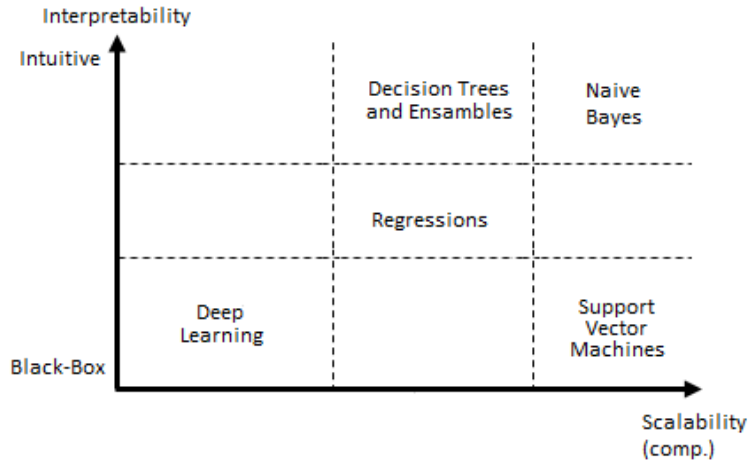 Interpretability
Intuitive
Decision Trees
and Ensambles
Naive
Bayes
Regressions
Deep
Learning
Support
Vector
Machines
Black-Box
Scalability
(comp.)